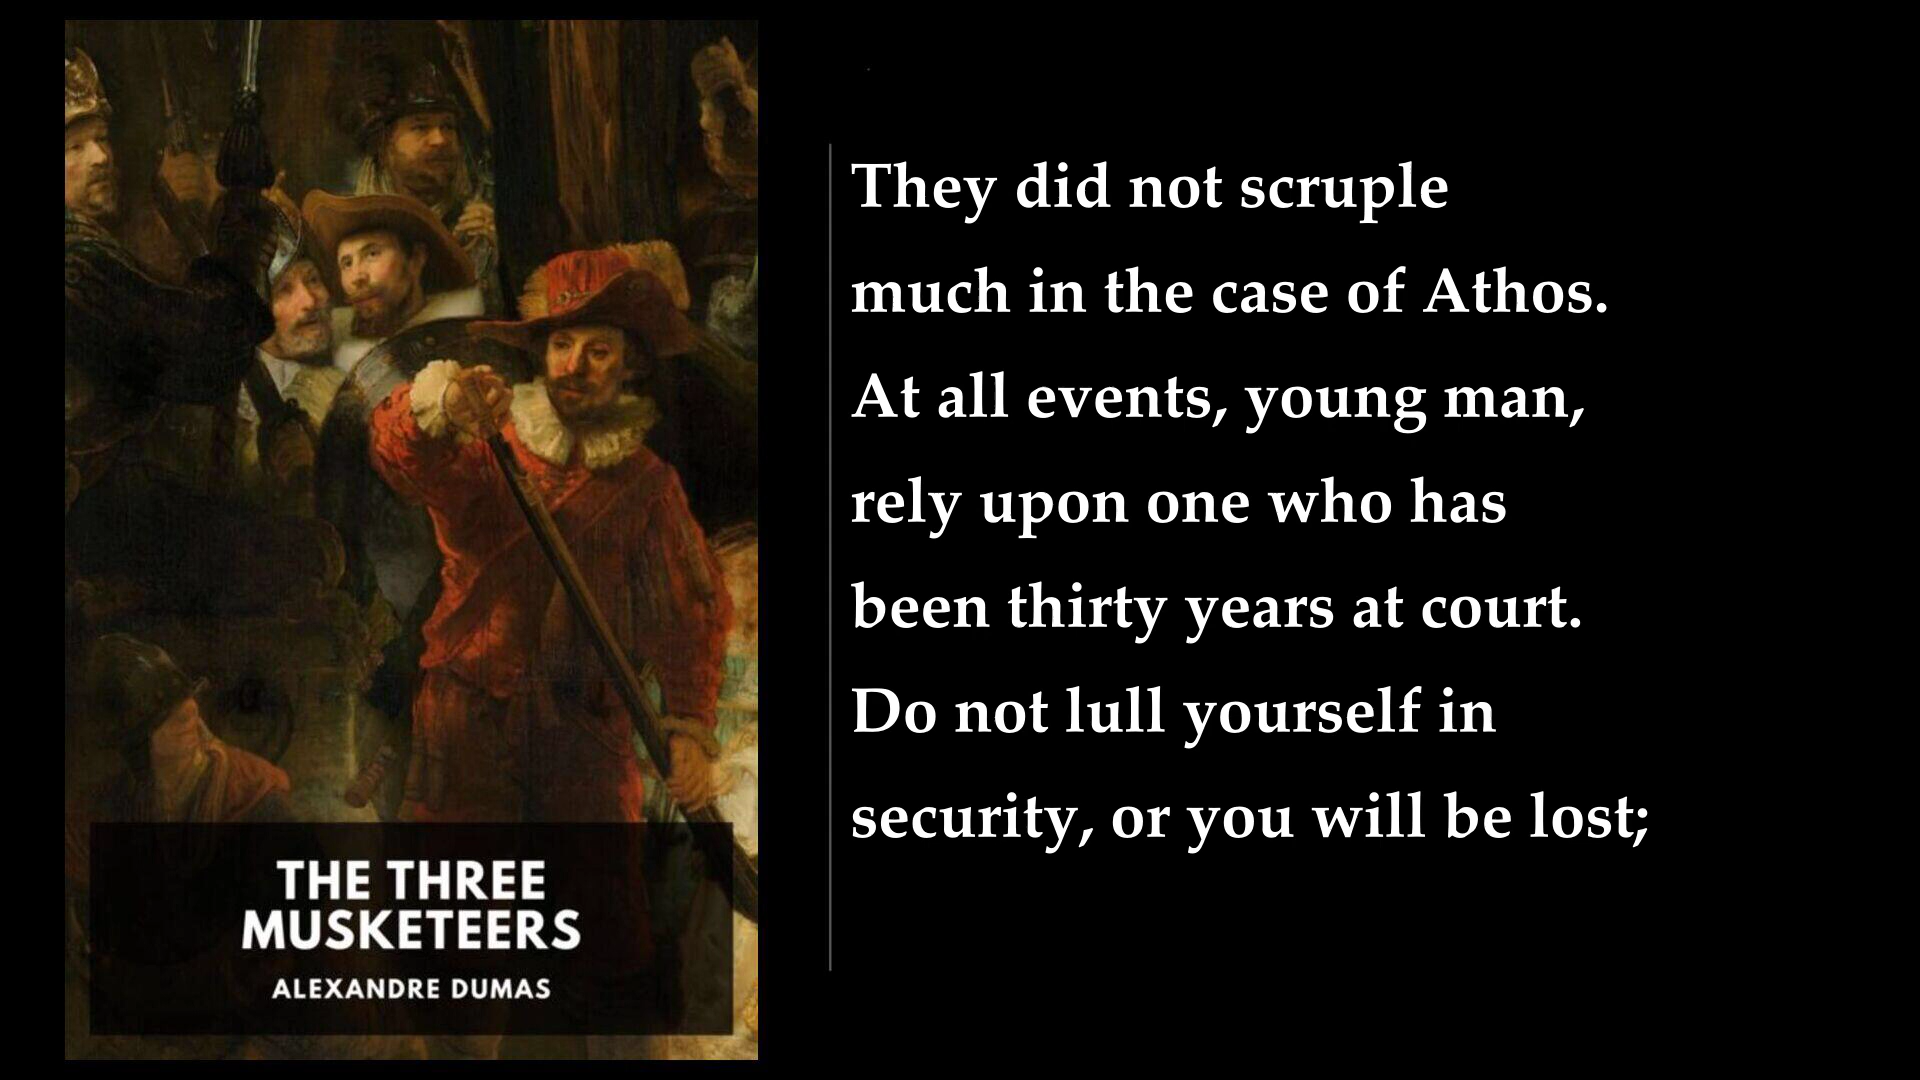 THE THREE
MUSKETEERS
ALEXANDRE DUMAS
They did not scruple
much in the case of Athos.
At all events, young man,
rely upon one who has
been thirty years at court.
Do not lull yourself in
security, or you will be lost;